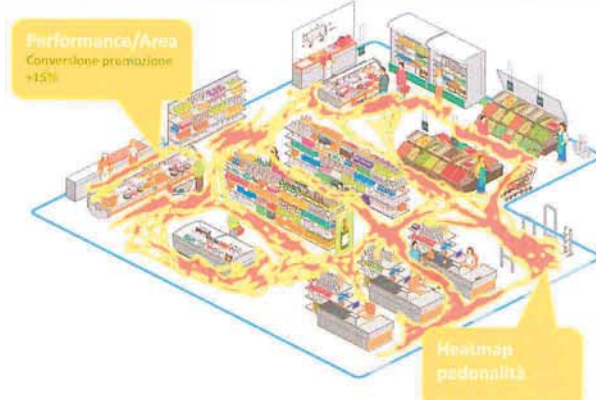 Performance/Area
Conversione promozione
+15%
Heatmap
pedonalità